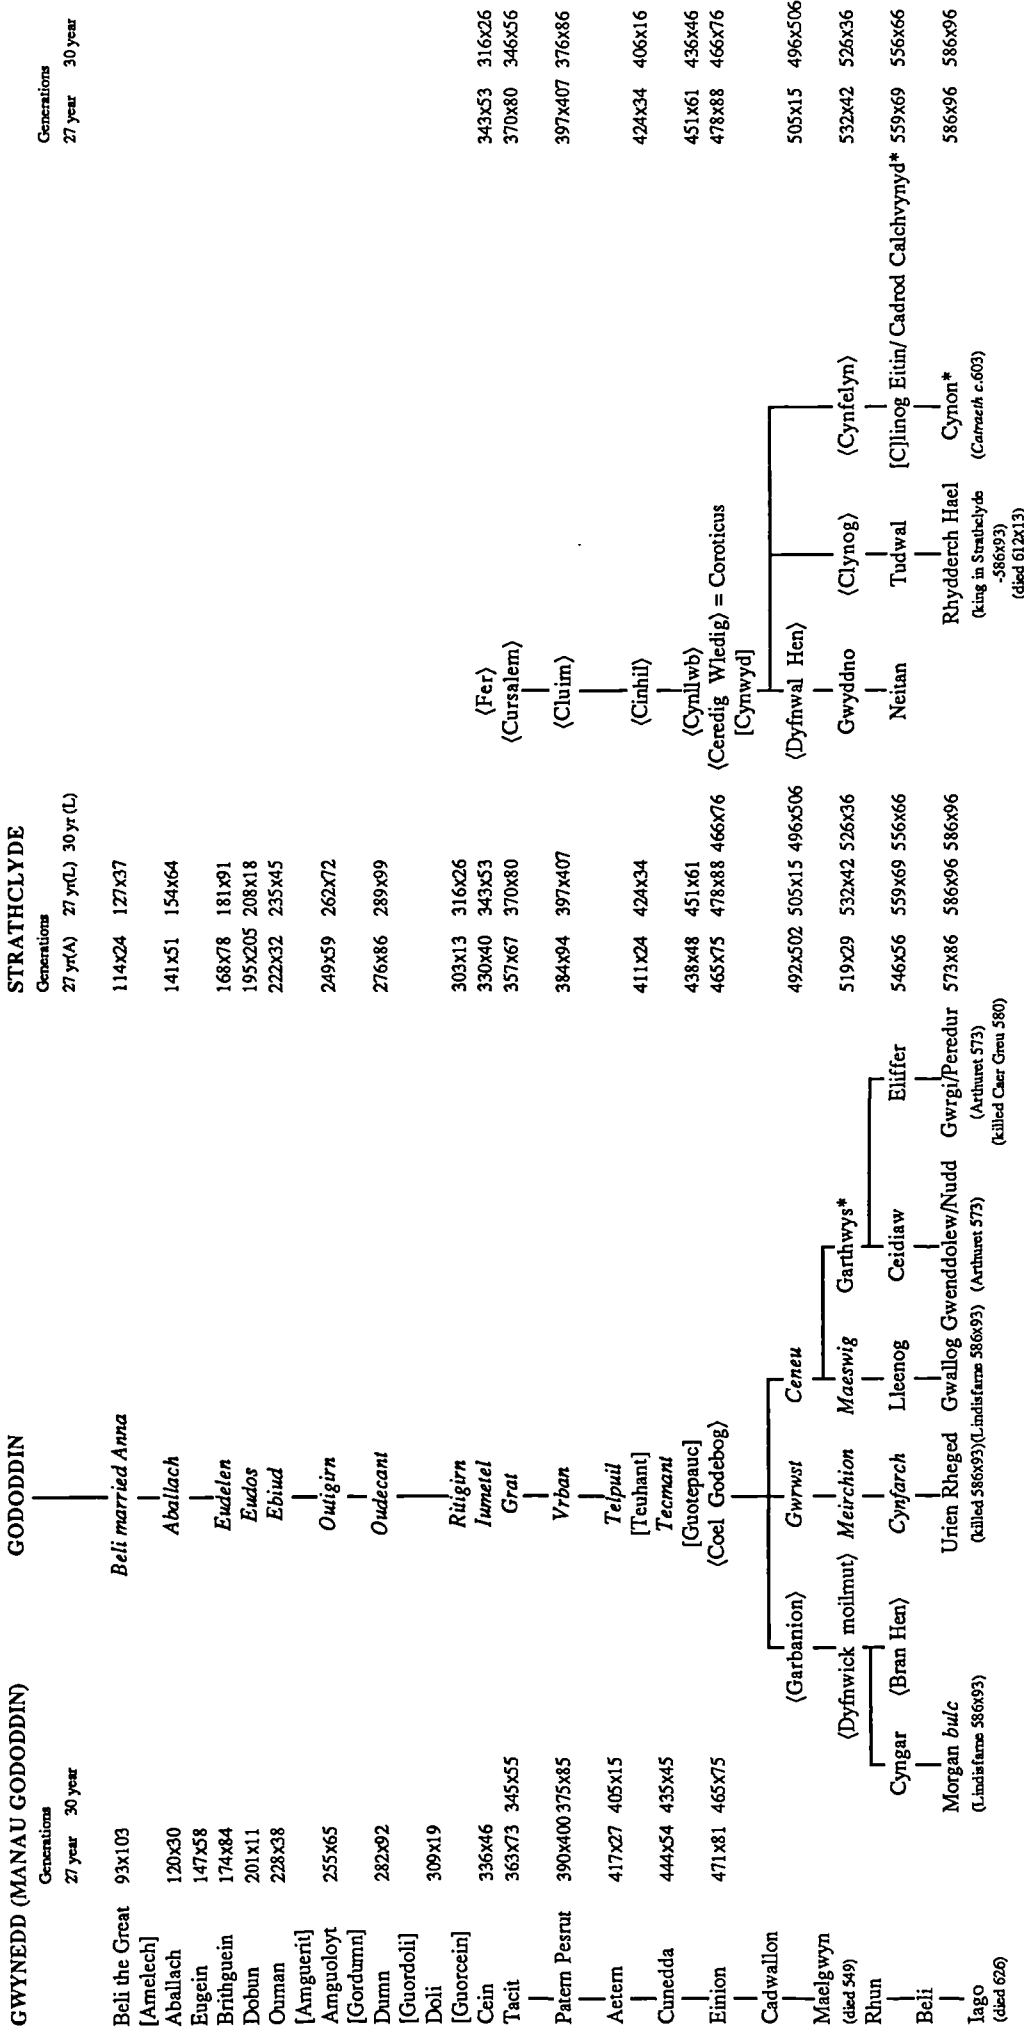 GWYNEDD (MANAU GODODDIN)
Generations
27 year 30 year
Beli the Great 93x103
[Amelech]
Aballach 120x30
Eugein 147x58
Brithguein 174x84
Dobun 201x11
Ouman 228x38
[Amguerit]
Amguoloyt 255x65
[Gordumn]
Dumn 282x92
[Guordoli]
Doli 309x19
[Guorcein]
Cein 336x46
Tacit 363x73 345x55
Patern Pesrut 390x400 375x85
Aetern 417x27 405x15
Cunedda 444x54 435x45
Einion 471x81 465x75
Cadwallon
Maelgwyn
(died 549)
Rhun
Beli
Iago
(died 626)
GODODDIN
Beli married Anna
Aballach
Eudelen
Eudos
Ebiud
Outigirn
Oudecant
Ritigirn
Iumetel
Grat
Vrban
Telpuil
[Teuhant]
Tecmant
[Guotepauc]
⟨Coel Godebog⟩
⟨Garbanion⟩ Gwrwst Ceneu
⟨Dyfnwick moilmut⟩ Meirchion Maeswig Garthwys*
Cyngar ⟨Bran Hen⟩ Cynfarch Lleenog Ceidiaw Eliffer
Morgan bulc Urien Rheged Gwallog Gwenddolew/Nudd Gwrgi/Peredur
(Lindisfarne 586x93) (killed 586x93) (Lindisfarne 586x93) (Arthuret 573) (Arthuret 573)
(killed Caer Greu 580)
STRATHCLYDE
Generations
27 yr(A) 27 yr(L) 30 yr (L)
114x24 127x37
141x51 154x64
168x78 181x91
195x205 208x18
222x32 235x45
249x59 262x72
276x86 289x99
303x13 316x26
330x40 343x53
357x67 370x80
384x94 397x407
411x24 424x34
438x48 451x61
465x75 478x88 466x76
492x502 505x15 496x506
519x29 532x42 526x36
546x56 559x69 556x66
573x86 586x96 586x96
⟨Fer⟩
⟨Cursalem⟩
⟨Cluim⟩
⟨Cinhil⟩
⟨Cynllwb⟩
⟨Ceredig Wledig⟩ = Coroticus
[Cynwyd]
⟨Dyfnwal Hen⟩
Gwyddno ⟨Clynog⟩ ⟨Cynfelyn⟩
Neitan Tudwal [C]linog Eitin/ Cadrod Calchvynyd*
Rhydderch Hael Cynon*
(king in Strathclyde (Catraeth c.603)
-586x93)
(died 612x13)
Generations
27 year 30 year
343x53 316x26
370x80 346x56
397x407 376x86
424x34 406x16
451x61 436x46
478x88 466x76
505x15 496x506
532x42 526x36
559x69 556x66
586x96 586x96